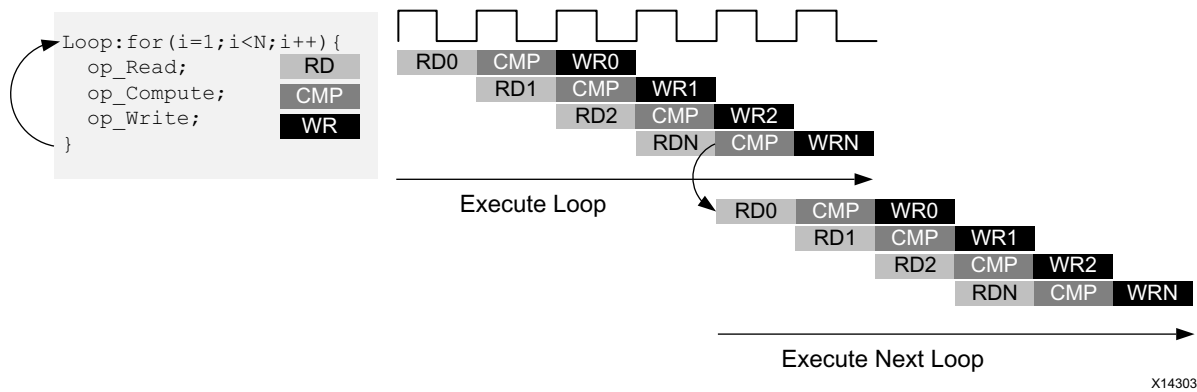 Loop:for(i=1;i<N;i++){
op_Read; RD
op_Compute; CMP
op_Write; WR
}
RD0 CMP WR0
RD1 CMP WR1
RD2 CMP WR2
RDN CMP WRN
Execute Loop
RD0 CMP WR0
RD1 CMP WR1
RD2 CMP WR2
RDN CMP WRN
Execute Next Loop
X14303